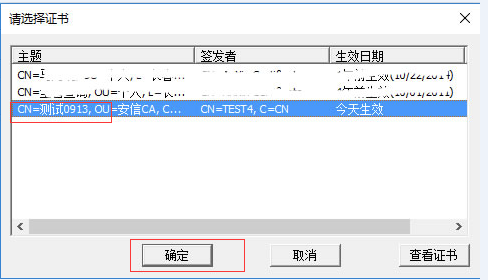 请选择证书
主题 签发者 生效日期
CN=
CN=
CN=测试0913, OU=安信CA, C... CN=TEST4, C=CN 今天生效
确定 取消 查看证书